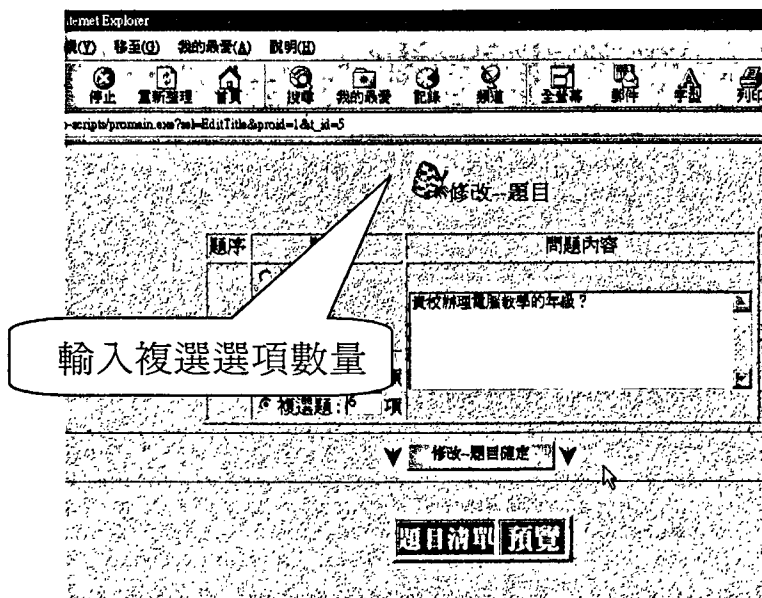 ternet Explorer
移至(G) 我的最愛(A) 說明(H)
停止 重新整理 首頁 搜尋 我的最愛 記錄 頻道 全螢幕 郵件 字型 列印
-scripts/promain.exe?sel=EditTitle&proid=1&t_id=5
修改--題目
題序 問題內容
貴校辦理電腦教學的年級？
輸入複選選項數量
複選題： 項
修改--題目確定
題目清單 預覽